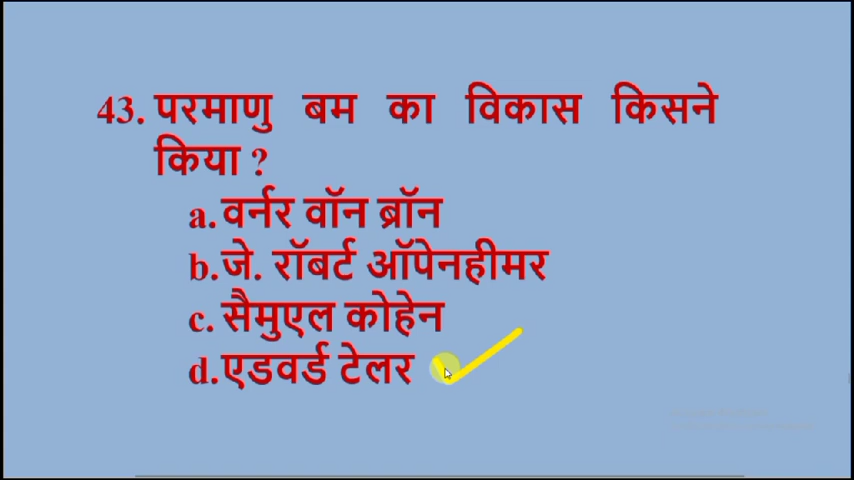 43. परमाणु बम का विकास किसने
किया ?
a. वर्नर वॉन ब्रॉन
b. जे. रॉबर्ट ऑपेनहीमर
c. सैमुएल कोहेन
d. एडवर्ड टेलर